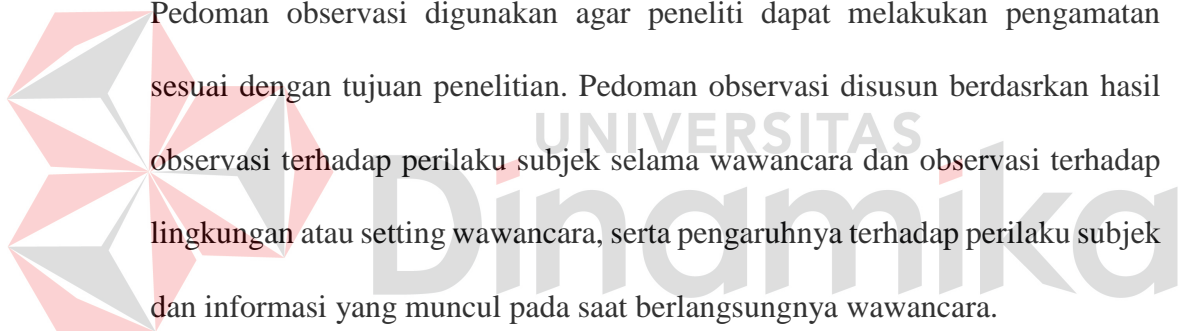 Pedoman observasi digunakan agar peneliti dapat melakukan pengamatan
sesuai dengan tujuan penelitian. Pedoman observasi disusun berdasrkan hasil
UNIVERSITAS
observasi terhadap perilaku subjek selama wawancara dan observasi terhadap
Dinamika
lingkungan atau setting wawancara, serta pengaruhnya terhadap perilaku subjek
dan informasi yang muncul pada saat berlangsungnya wawancara.